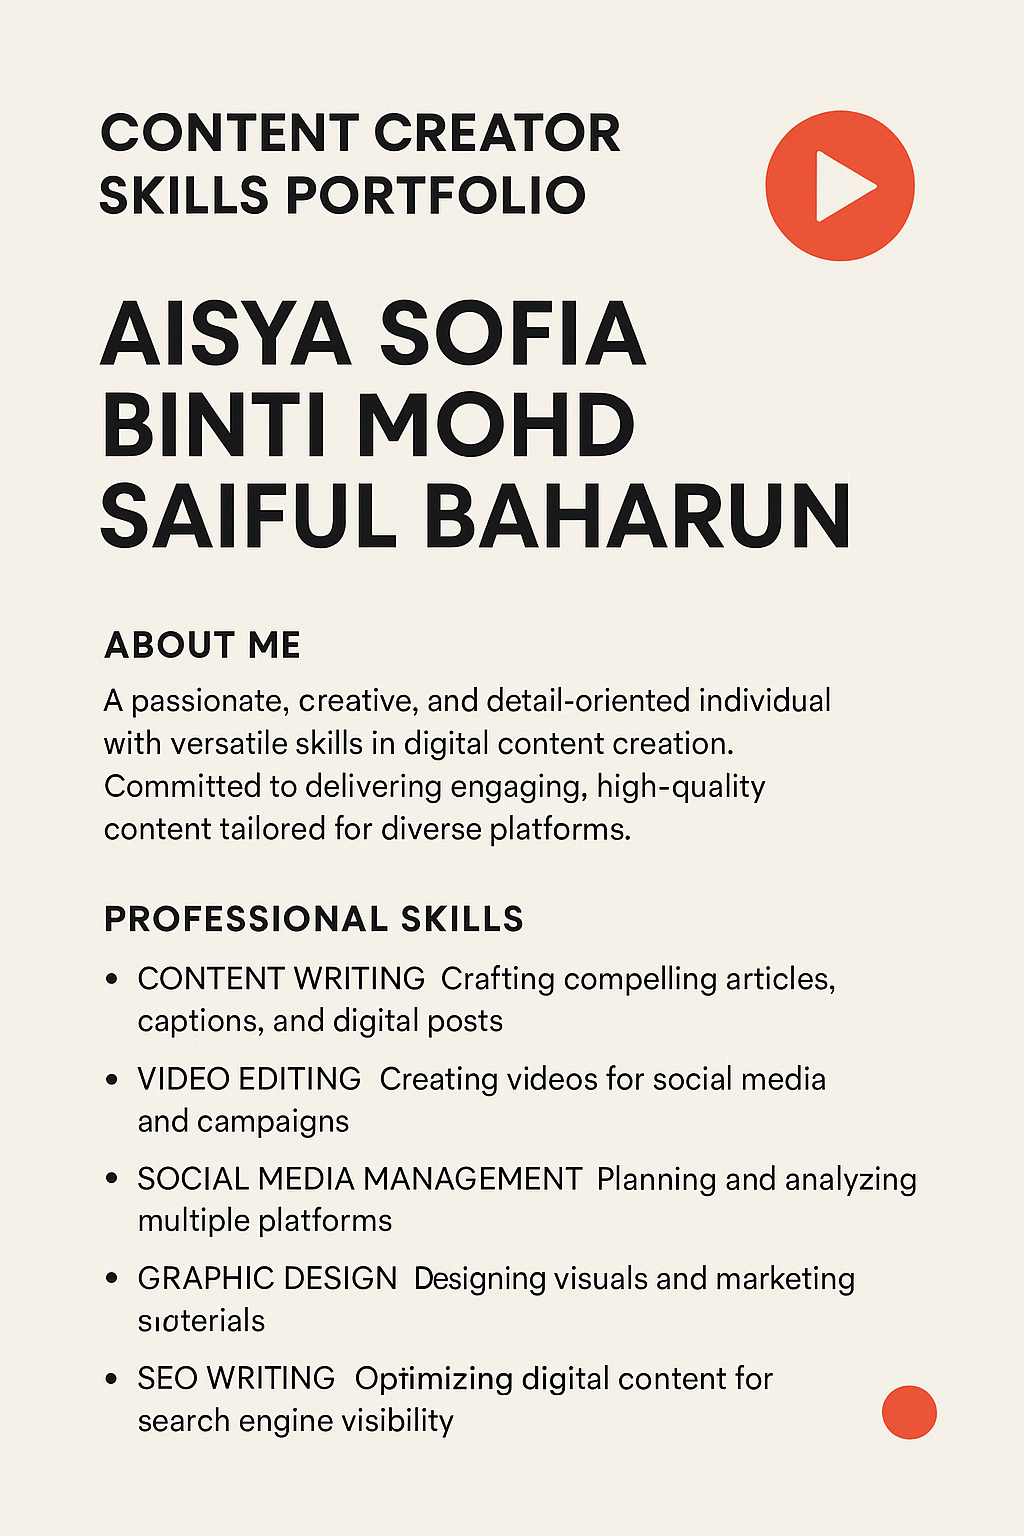 CONTENT CREATOR
SKILLS PORTFOLIO
AISYA SOFIA
BINTI MOHD
SAIFUL BAHARUN
ABOUT ME
A passionate, creative, and detail-oriented individual
with versatile skills in digital content creation.
Committed to delivering engaging, high-quality
content tailored for diverse platforms.
PROFESSIONAL SKILLS
• CONTENT WRITING Crafting compelling articles,
captions, and digital posts
• VIDEO EDITING Creating videos for social media
and campaigns
• SOCIAL MEDIA MANAGEMENT Planning and analyzing
multiple platforms
• GRAPHIC DESIGN Designing visuals and marketing
• SEO WRITING Optimizing digital content for
search engine visibility